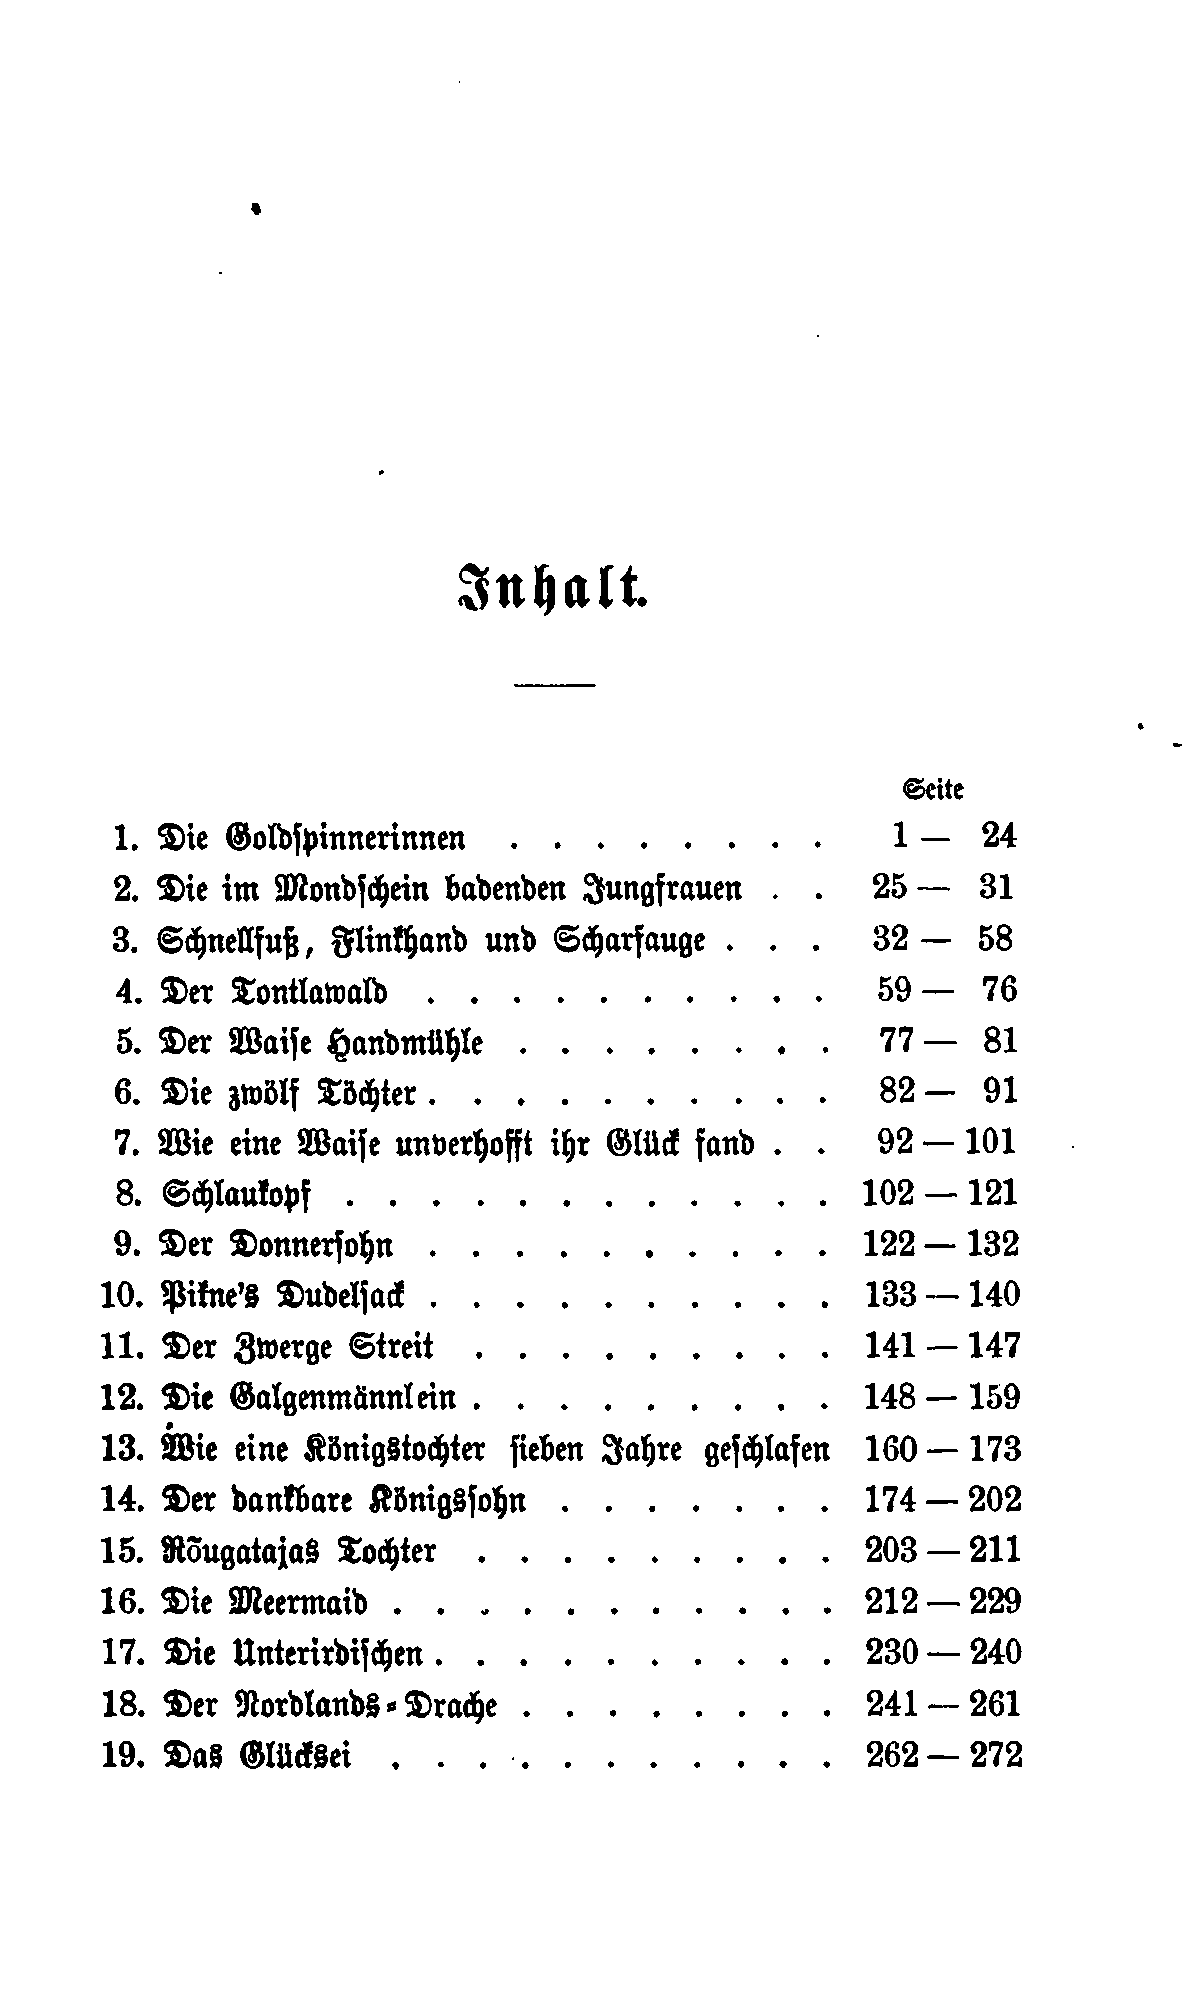 Inhalt.
Seite
1. Die Goldspinnerinnen . . . . . . . . 1 — 24
2. Die im Mondschein badenden Jungfrauen . . 25 — 31
3. Schnellfuß, Flinkhand und Scharfauge . . . 32 — 58
4. Der Tontlawald . . . . . . . . . . 59 — 76
5. Der Waise Handmühle . . . . . . . . 77 — 81
6. Die zwölf Töchter . . . . . . . . . . 82 — 91
7. Wie eine Waise unverhofft ihr Glück fand . . 92 — 101
8. Schlaukopf . . . . . . . . . . . . 102 — 121
9. Der Donnersohn . . . . . . . . . . 122 — 132
10. Pikne's Dudelsack . . . . . . . . . . 133 — 140
11. Der Zwerge Streit . . . . . . . . . 141 — 147
12. Die Galgenmännlein . . . . . . . . . 148 — 159
13. Wie eine Königstochter sieben Jahre geschlafen 160 — 173
14. Der dankbare Königssohn . . . . . . . 174 — 202
15. Rõugatajas Tochter . . . . . . . . . 203 — 211
16. Die Meermaid . . . . . . . . . . . 212 — 229
17. Die Unterirdischen . . . . . . . . . . 230 — 240
18. Der Nordlands-Drache . . . . . . . . 241 — 261
19. Das Glücksei . . . . . . . . . . . 262 — 272